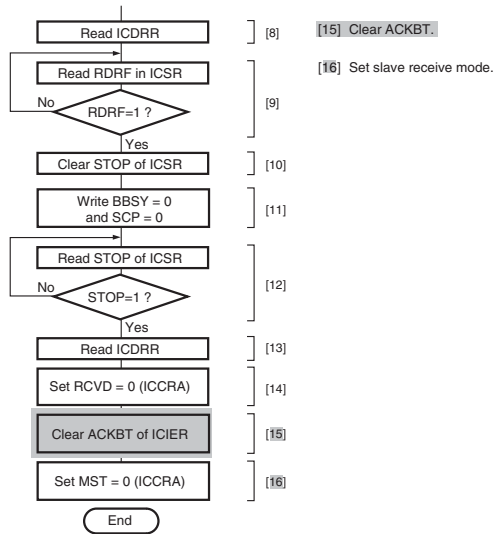 Read ICDRR
[8]
[15] Clear ACKBT.
Read RDRF in ICSR
[16] Set slave receive mode.
No
RDRF=1 ?
[9]
Yes
Clear STOP of ICSR
[10]
Write BBSY = 0
and SCP = 0
[11]
Read STOP of ICSR
No
STOP=1 ?
[12]
Yes
Read ICDRR
[13]
Set RCVD = 0 (ICCRA)
[14]
Clear ACKBT of ICIER
[15]
Set MST = 0 (ICCRA)
[16]
End